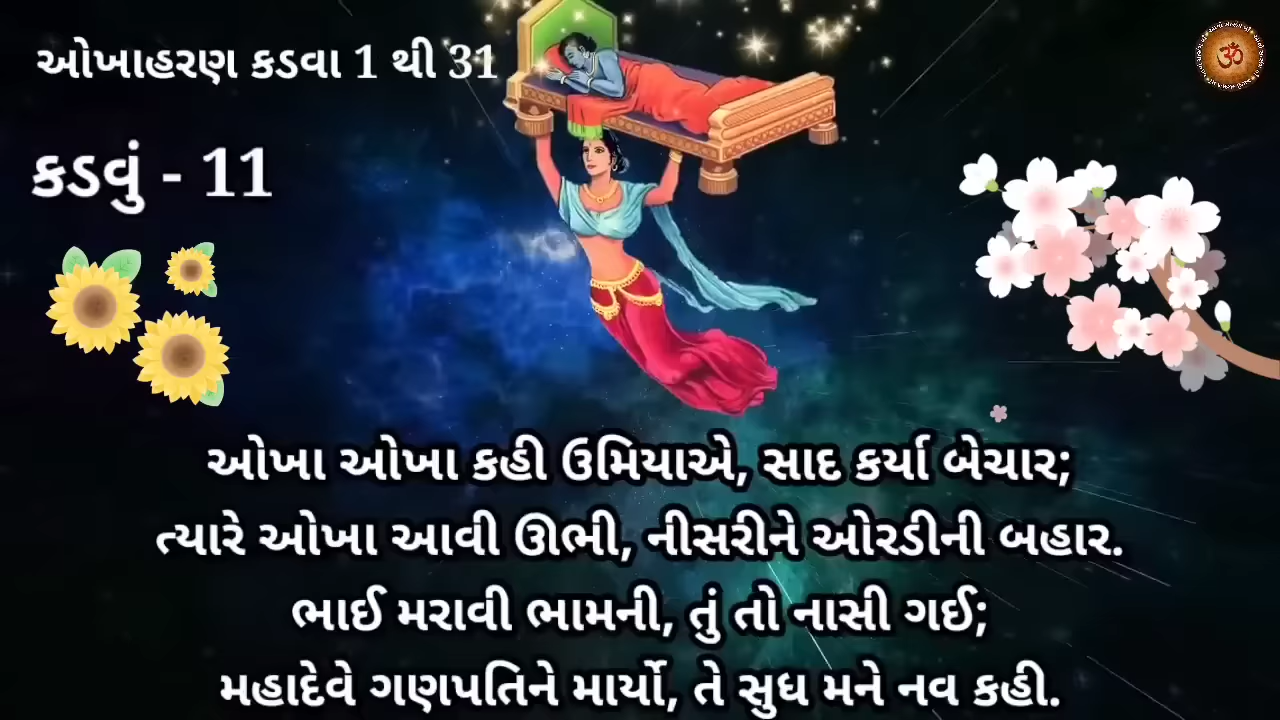 ઓખાહરણ કડવા 1 થી 31
કડવું - 11
ઓખા ઓખા કહી ઉમિયાએ, સાદ કર્યા બેચાર;
ત્યારે ઓખા આવી ઊભી, નીસરીને ઓરડીની બહાર.
ભાઈ મરાવી ભામની, તું તો નાસી ગઈ;
મહાદેવે ગણપતિને માર્યો, તે સુધ મને નવ કહી.
ૐ